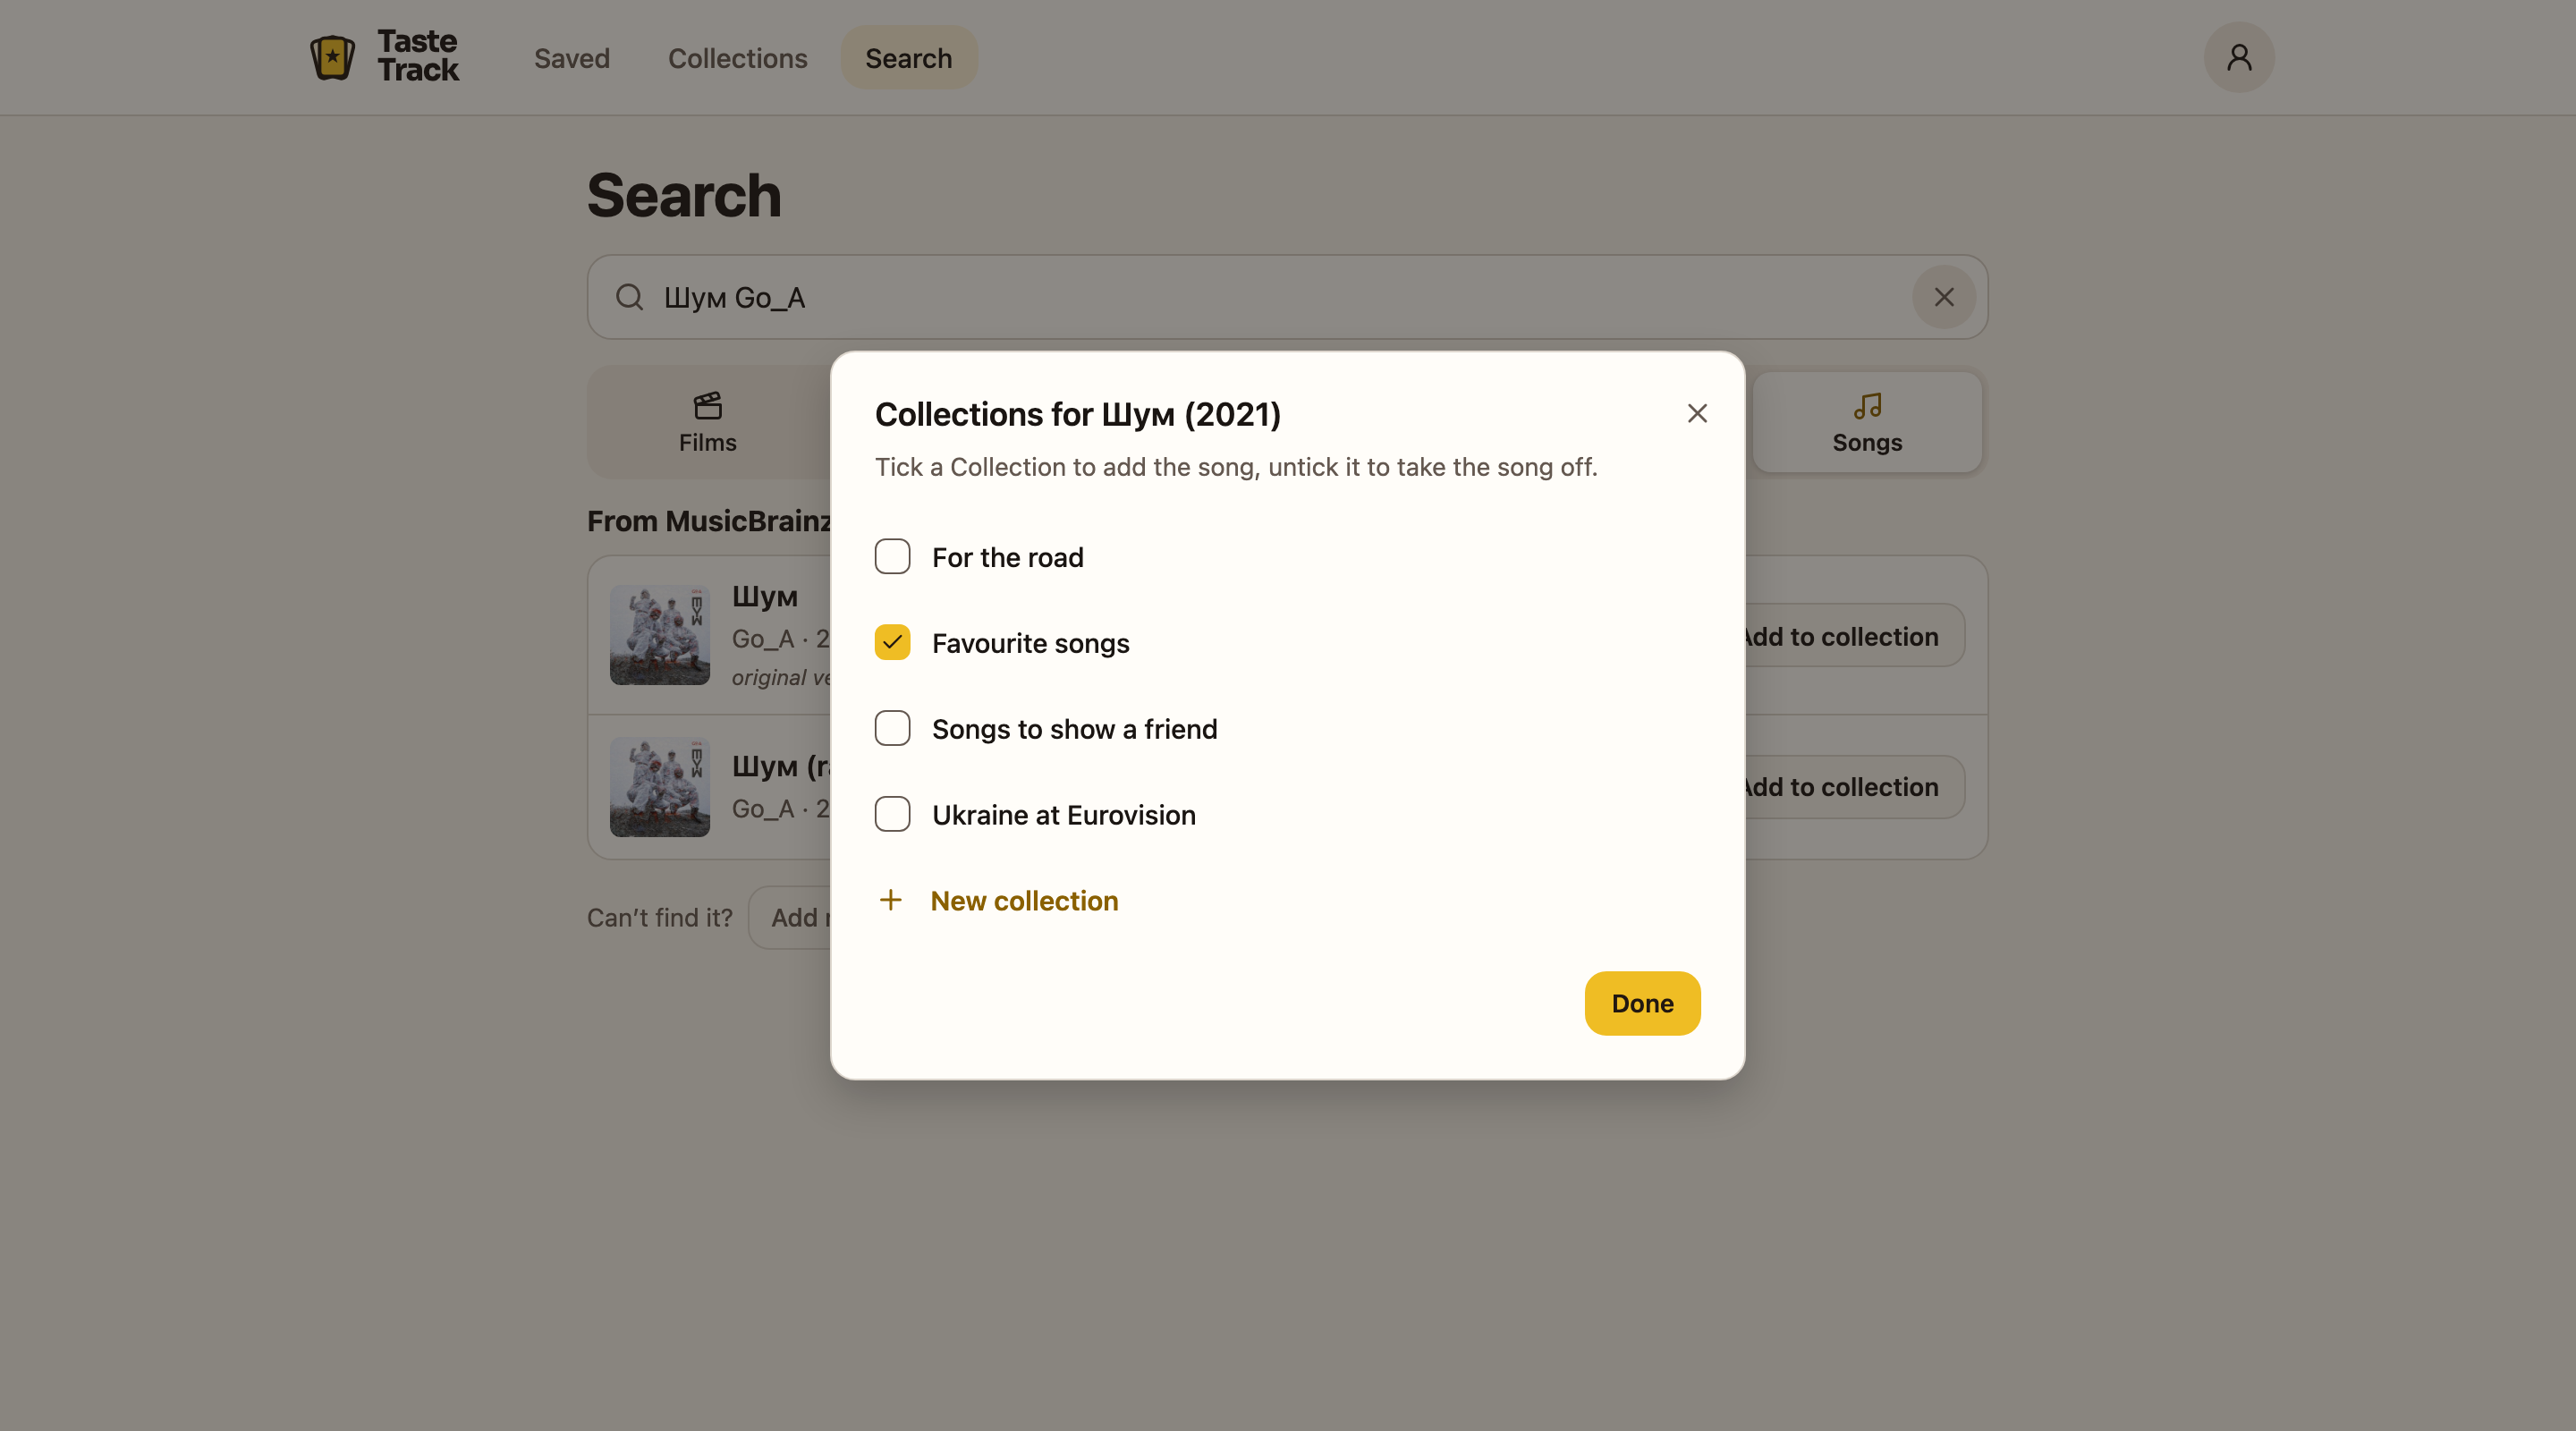 Taste
Track
Saved
Collections
Search
Search
Шум Go_A
Films
Songs
From MusicBrainz
Шум
Go_A · 2
original
Add to collection
Шум
Go_A · 2
Add to collection
Can’t find it?
Add
Collections for Шум (2021)
Tick a Collection to add the song, untick it to take the song off.
For the road
Favourite songs
Songs to show a friend
Ukraine at Eurovision
New collection
Done